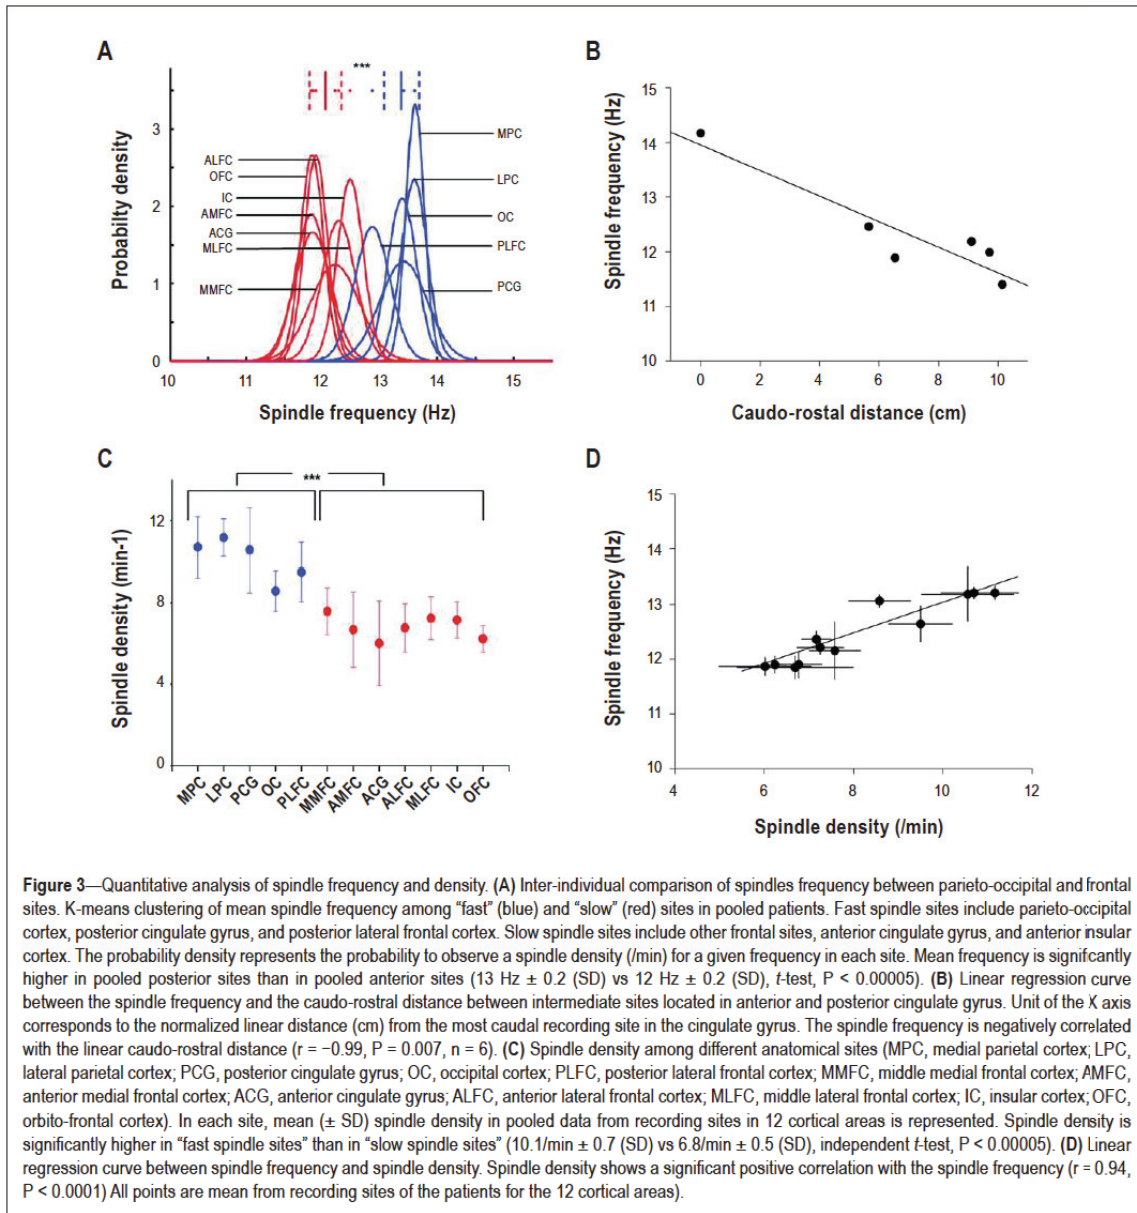 A
***
Probabilty density
3
2
1
0
ALFC
OFC
IC
AMFC
ACG
MLFC
MMFC
MPC
LPC
OC
PLFC
PCG
10 11 12 13 14 15
Spindle frequency (Hz)
B
Spindle frequency (Hz)
15
14
13
12
11
10
0 2 4 6 8 10
Caudo-rostal distance (cm)
C
***
Spindle density (min-1)
12
8
4
0
MPC LPC PCG OC PLFC MMFC AMFC ACG ALFC MLFC IC OFC
D
Spindle frequency (Hz)
15
14
13
12
11
10
4 6 8 10 12
Spindle density (/min)
Figure 3—Quantitative analysis of spindle frequency and density. (A) Inter-individual comparison of spindles frequency between parieto-occipital and frontal
sites. K-means clustering of mean spindle frequency among “fast” (blue) and “slow” (red) sites in pooled patients. Fast spindle sites include parieto-occipital
cortex, posterior cingulate gyrus, and posterior lateral frontal cortex. Slow spindle sites include other frontal sites, anterior cingulate gyrus, and anterior insular
cortex. The probability density represents the probability to observe a spindle density (/min) for a given frequency in each site. Mean frequency is significantly
higher in pooled posterior sites than in pooled anterior sites (13 Hz ± 0.2 (SD) vs 12 Hz ± 0.2 (SD), t-test, P < 0.00005). (B) Linear regression curve
between the spindle frequency and the caudo-rostral distance between intermediate sites located in anterior and posterior cingulate gyrus. Unit of the X axis
corresponds to the normalized linear distance (cm) from the most caudal recording site in the cingulate gyrus. The spindle frequency is negatively correlated
with the linear caudo-rostral distance (r = −0.99, P = 0.007, n = 6). (C) Spindle density among different anatomical sites (MPC, medial parietal cortex; LPC,
lateral parietal cortex; PCG, posterior cingulate gyrus; OC, occipital cortex; PLFC, posterior lateral frontal cortex; MMFC, middle medial frontal cortex; AMFC,
anterior medial frontal cortex; ACG, anterior cingulate gyrus; ALFC, anterior lateral frontal cortex; MLFC, middle lateral frontal cortex; IC, insular cortex; OFC,
orbito-frontal cortex). In each site, mean (± SD) spindle density in pooled data from recording sites in 12 cortical areas is represented. Spindle density is
significantly higher in “fast spindle sites” than in “slow spindle sites” (10.1/min ± 0.7 (SD) vs 6.8/min ± 0.5 (SD), independent t-test, P < 0.00005). (D) Linear
regression curve between spindle frequency and spindle density. Spindle density shows a significant positive correlation with the spindle frequency (r = 0.94,
P < 0.0001) All points are mean from recording sites of the patients for the 12 cortical areas).